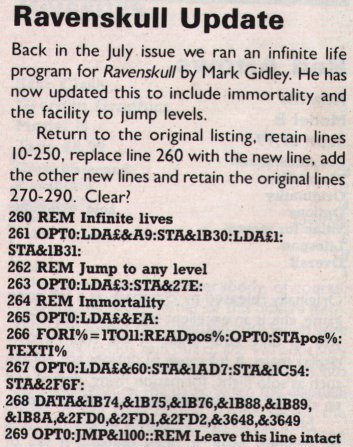 Ravenskull Update
Back in the July issue we ran an infinite life
program for Ravenskull by Mark Gidley. He has
now updated this to include immortality and
the facility to jump levels.
Return to the original listing, retain lines
10-250, replace line 260 with the new line, add
the other new lines and retain the original lines
270-290. Clear?
260 REM Infinite lives
261 OPT0:LDA£&A9:STA&1B30:LDA£1:
STA&1B31:
262 REM Jump to any level
263 OPT0:LDA£3:STA&27E:
264 REM Immortality
265 OPT0:LDA£&EA:
266 FORI%=1TO11:READpos%:OPT0:STApos%:
TEXTI%
267 OPT0:LDA£&60:STA&1AD7:STA&1C54:
STA&2F6F:
268 DATA&1B74,&1B75,&1B76,&1B88,&1B89,
&1B8A,&2FD0,&2FD1,&2FD2,&3648,&3649
269 OPT0:JMP&1100::REM Leave this line intact